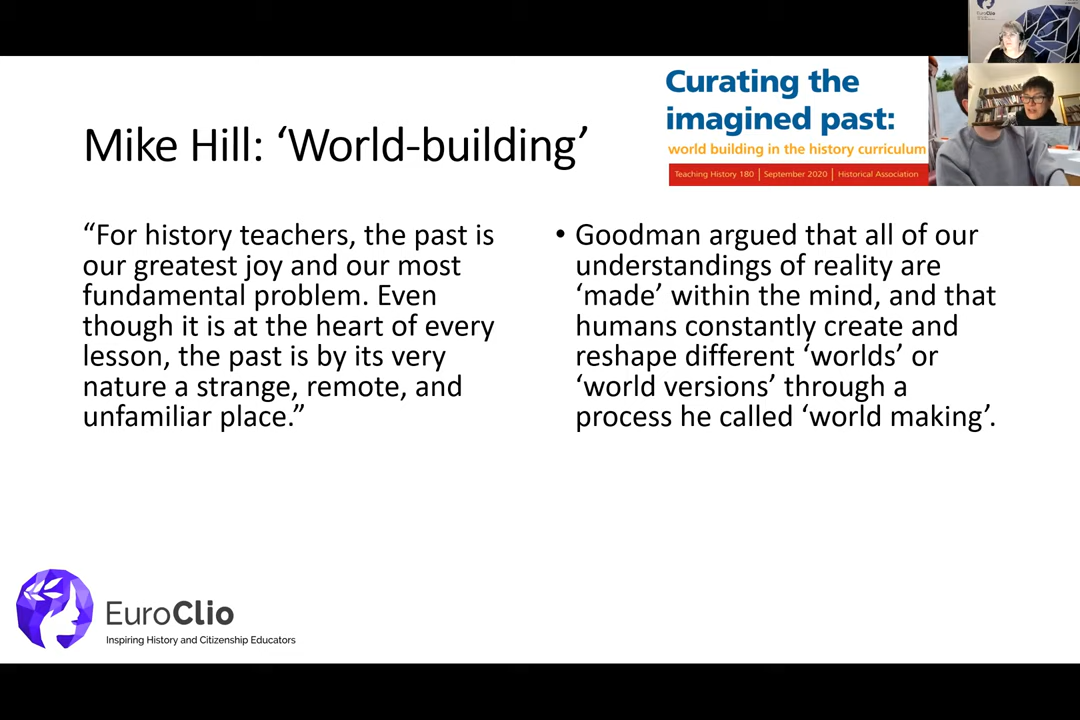 Curating the
imagined past:
world building in the history curriculum
Teaching History 180 | September 2020 | Historical Association
Mike Hill: ‘World-building’
“For history teachers, the past is
our greatest joy and our most
fundamental problem. Even
though it is at the heart of every
lesson, the past is by its very
nature a strange, remote, and
unfamiliar place.”
• Goodman argued that all of our
understandings of reality are
‘made’ within the mind, and that
humans constantly create and
reshape different ‘worlds’ or
‘world versions’ through a
process he called ‘world making’.
EuroClio
Inspiring History and Citizenship Educators
EuroClio